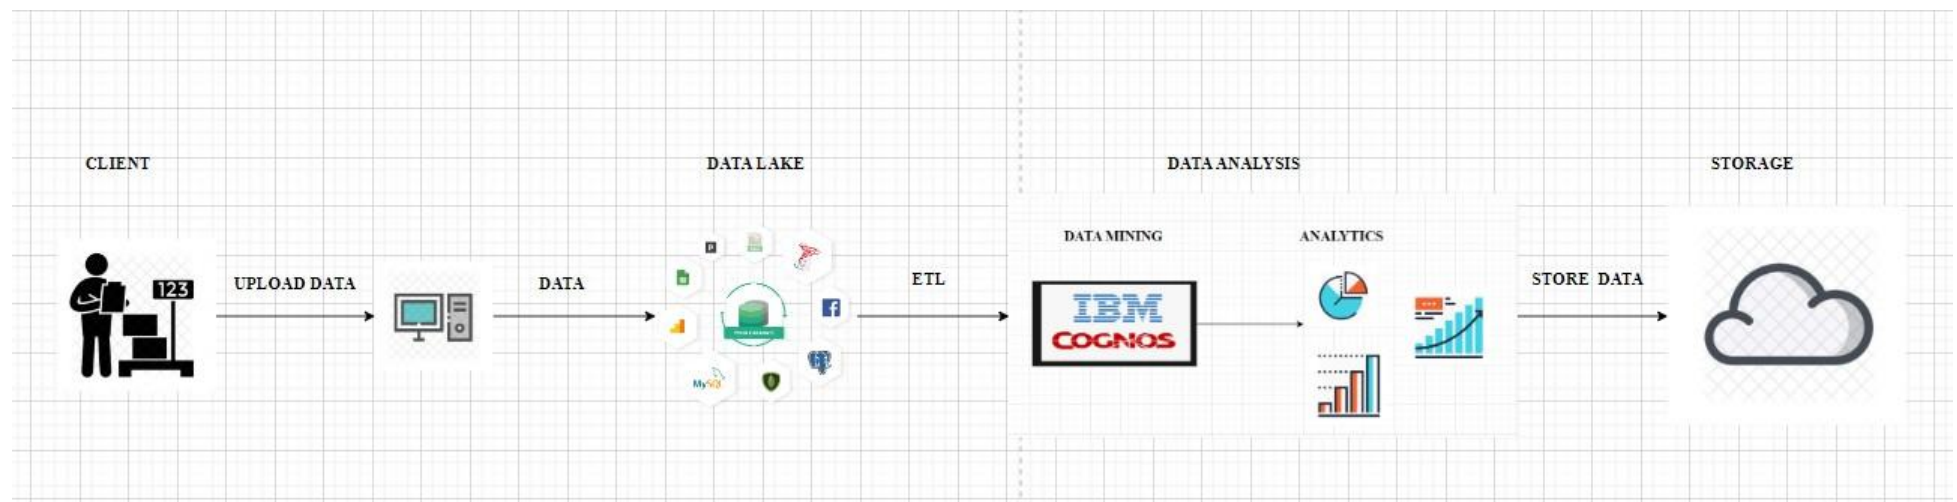 CLIENT
DATA LAKE
DATA ANALYSIS
STORAGE
UPLOAD DATA
DATA
ETL
DATA MINING
ANALYTICS
STORE DATA
123
P
IBM
COGNOS
MySQL